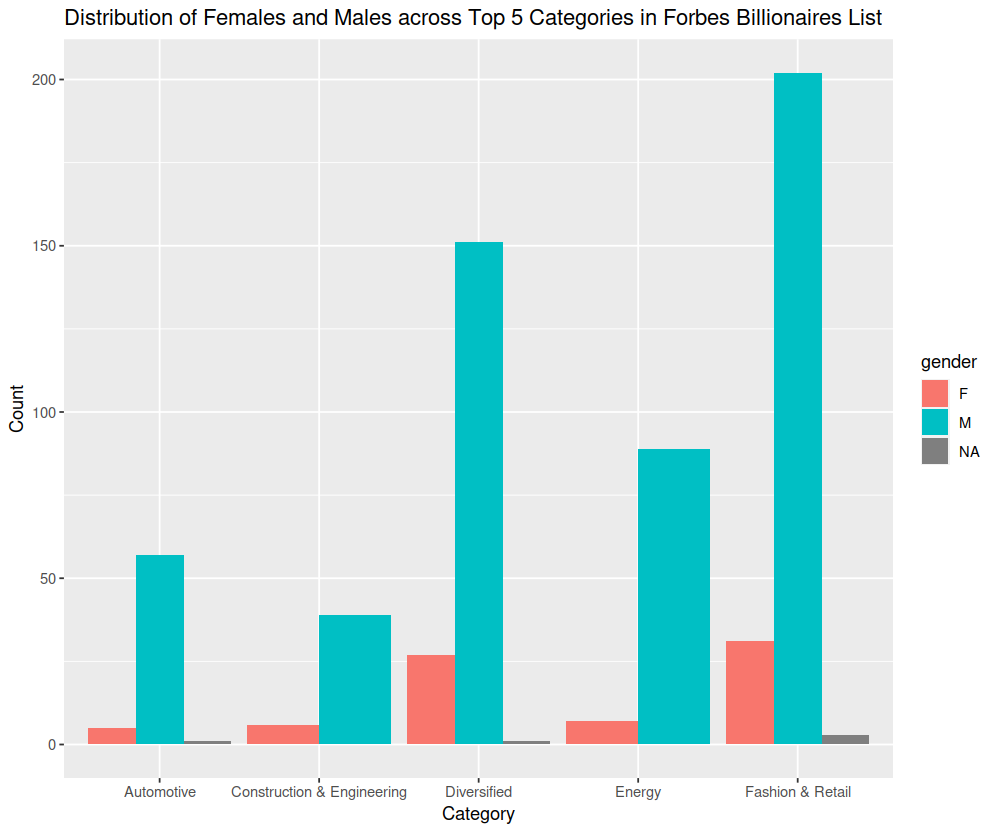 Distribution of Females and Males across Top 5 Categories in Forbes Billionaires List
200
150
100
50
0
Count
Automotive
Construction & Engineering
Diversified
Energy
Fashion & Retail
Category
gender
F
M
NA